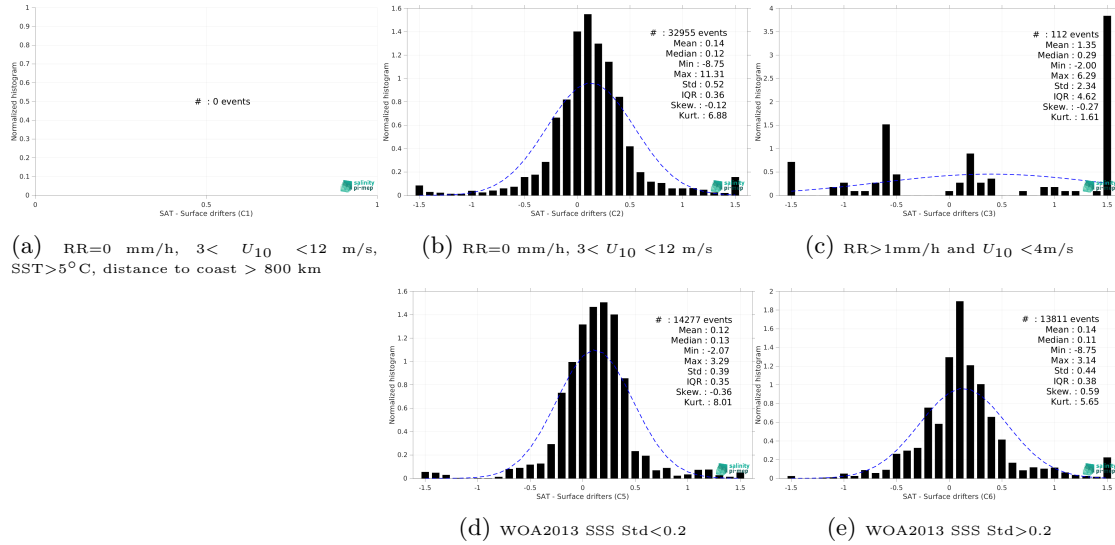 1
0.9
0.8
0.7
0.6
0.5
0.4
0.3
0.2
0.1
0
Normalized histogram
# : 0 events
salinity
pi-mep
0 0.5 1
SAT - Surface drifters (C1)
(a) RR=0 mm/h, 3< U10 <12 m/s,
SST>5°C, distance to coast > 800 km
1.6
1.4
1.2
1
0.8
0.6
0.4
0.2
0
Normalized histogram
# : 32955 events
Mean : 0.14
Median : 0.12
Min : -8.75
Max : 11.31
Std : 0.52
IQR : 0.36
Skew. : -0.12
Kurt. : 6.88
salinity
pi-mep
-1.5 -1 -0.5 0 0.5 1 1.5
SAT - Surface drifters (C2)
(b) RR=0 mm/h, 3< U10 <12 m/s
4
3.5
3
2.5
2
1.5
1
0.5
0
Normalized histogram
# : 112 events
Mean : 1.35
Median : 0.29
Min : -2.00
Max : 6.29
Std : 2.34
IQR : 4.62
Skew. : -0.27
Kurt. : 1.61
salinity
pi-mep
-1.5 -1 -0.5 0 0.5 1 1.5
SAT - Surface drifters (C3)
(c) RR>1mm/h and U10 <4m/s
1.6
1.4
1.2
1
0.8
0.6
0.4
0.2
0
Normalized histogram
# : 14277 events
Mean : 0.12
Median : 0.13
Min : -2.07
Max : 3.29
Std : 0.39
IQR : 0.35
Skew. : -0.36
Kurt. : 8.01
salinity
pi-mep
-1.5 -1 -0.5 0 0.5 1 1.5
SAT - Surface drifters (C5)
(d) WOA2013 SSS Std<0.2
2
1.8
1.6
1.4
1.2
1
0.8
0.6
0.4
0.2
0
Normalized histogram
# : 13811 events
Mean : 0.14
Median : 0.11
Min : -8.75
Max : 3.14
Std : 0.44
IQR : 0.38
Skew. : 0.59
Kurt. : 5.65
salinity
pi-mep
-1.5 -1 -0.5 0 0.5 1 1.5
SAT - Surface drifters (C6)
(e) WOA2013 SSS Std>0.2